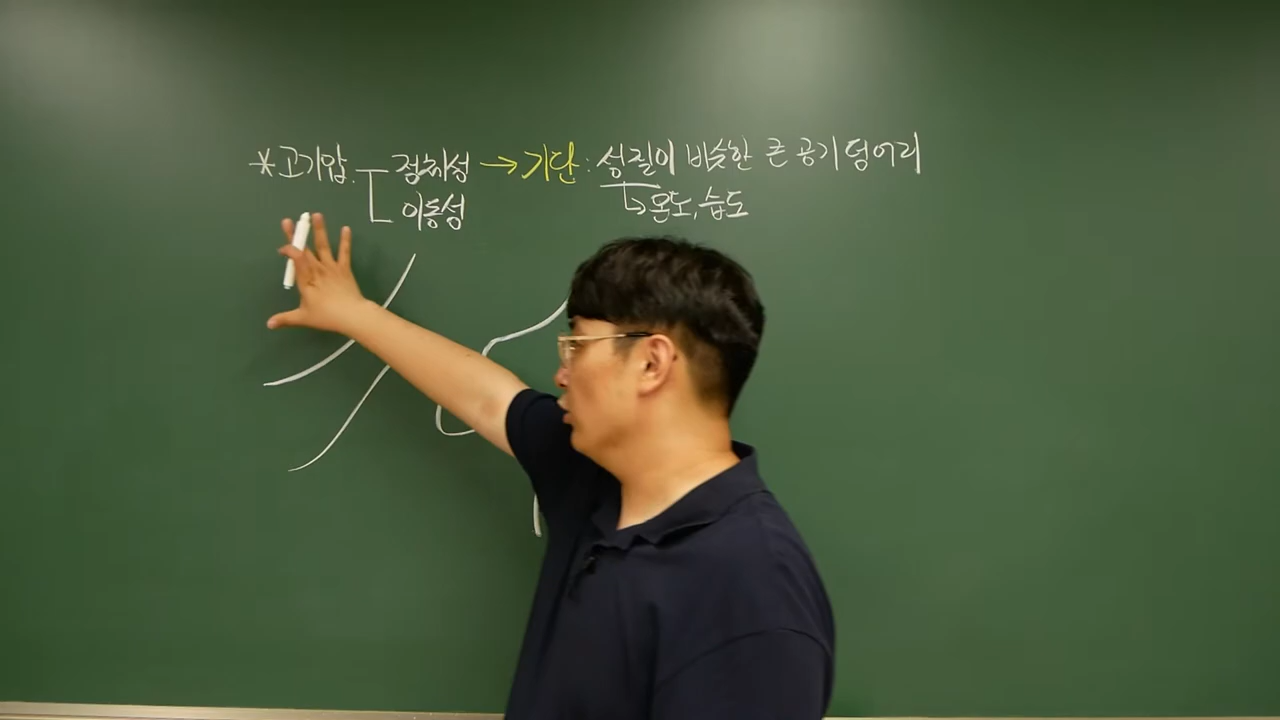 *고기압. 정체성 → 기단 : 성질이 비슷한 큰 공기 덩어리
이동성
↳ 온도, 습도